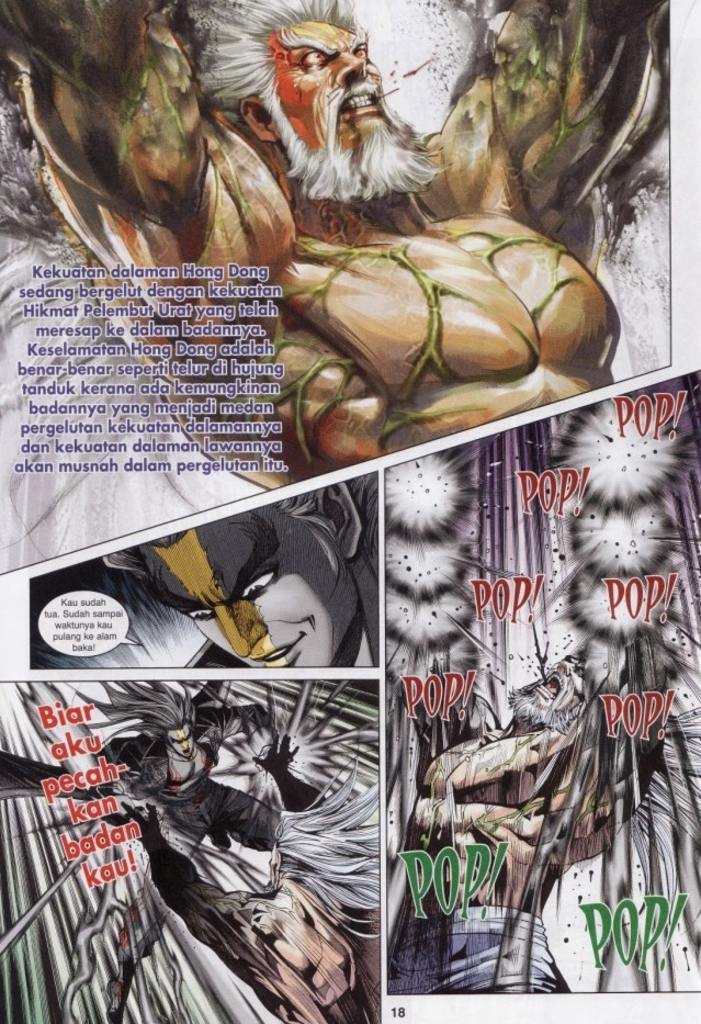 Kekuatan dalaman Hong Dong
sedang bergelut dengan kekuatan
Hikmat Pelembut Urat yang telah
meresap ke dalam badannya.
Keselamatan Hong Dong adalah
benar-benar seperti telur di hujung
tanduk kerana ada kemungkinan
badannya yang menjadi medan
pergelutan kekuatan dalamannya
dan kekuatan dalaman lawannya
akan musnah dalam pergelutan itu.
POP!
POP!
POP!
POP!
POP!
POP!
POP!
POP!
Kau sudah
tua. Sudah sampai
waktunya kau
pulang ke alam
baka!
Biar
aku
pecah-
kan
badan
kau!
18